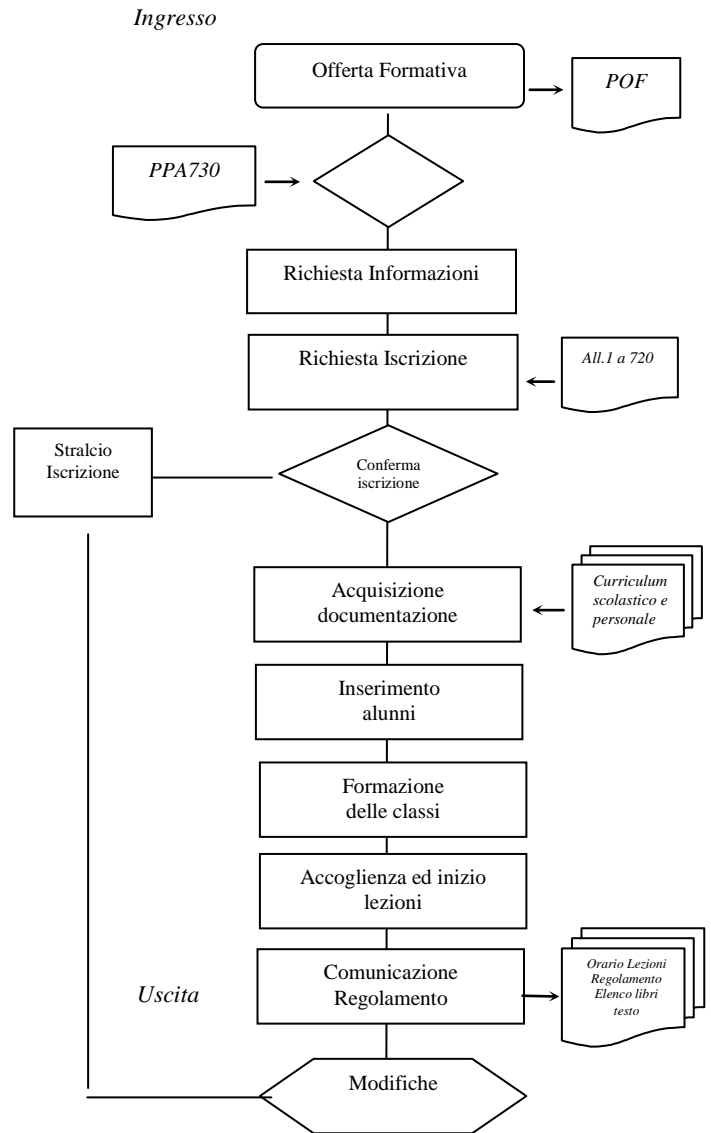 Ingresso
Offerta Formativa
POF
PPA730
Richiesta Informazioni
Richiesta Iscrizione
All.1 a 720
Stralcio
Iscrizione
Conferma
iscrizione
Acquisizione
documentazione
Curriculum
scolastico e
personale
Inserimento
alunni
Formazione
delle classi
Accoglienza ed inizio
lezioni
Uscita
Comunicazione
Regolamento
Orario Lezioni
Regolamento
Elenco libri
testo
Modifiche